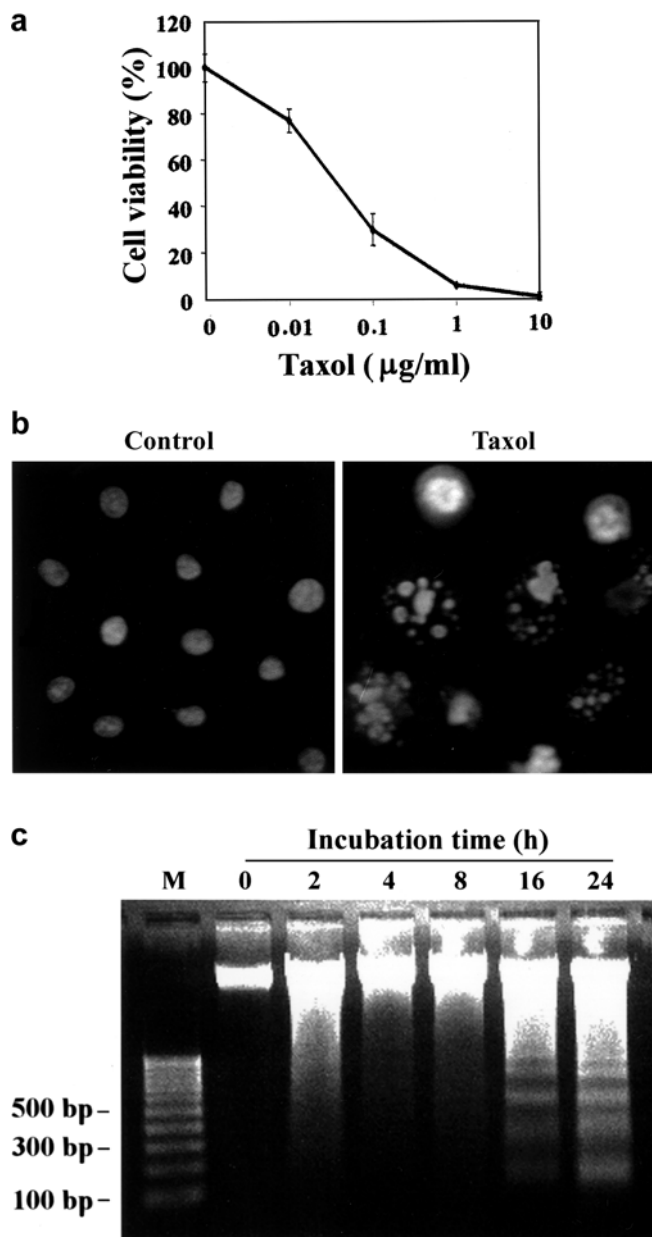 a
120
100
80
60
40
20
0
Cell viability (%)
0 0.01 0.1 1 10
Taxol ( μg/ml)
b
Control Taxol
c
Incubation time (h)
M 0 2 4 8 16 24
500 bp
300 bp
100 bp